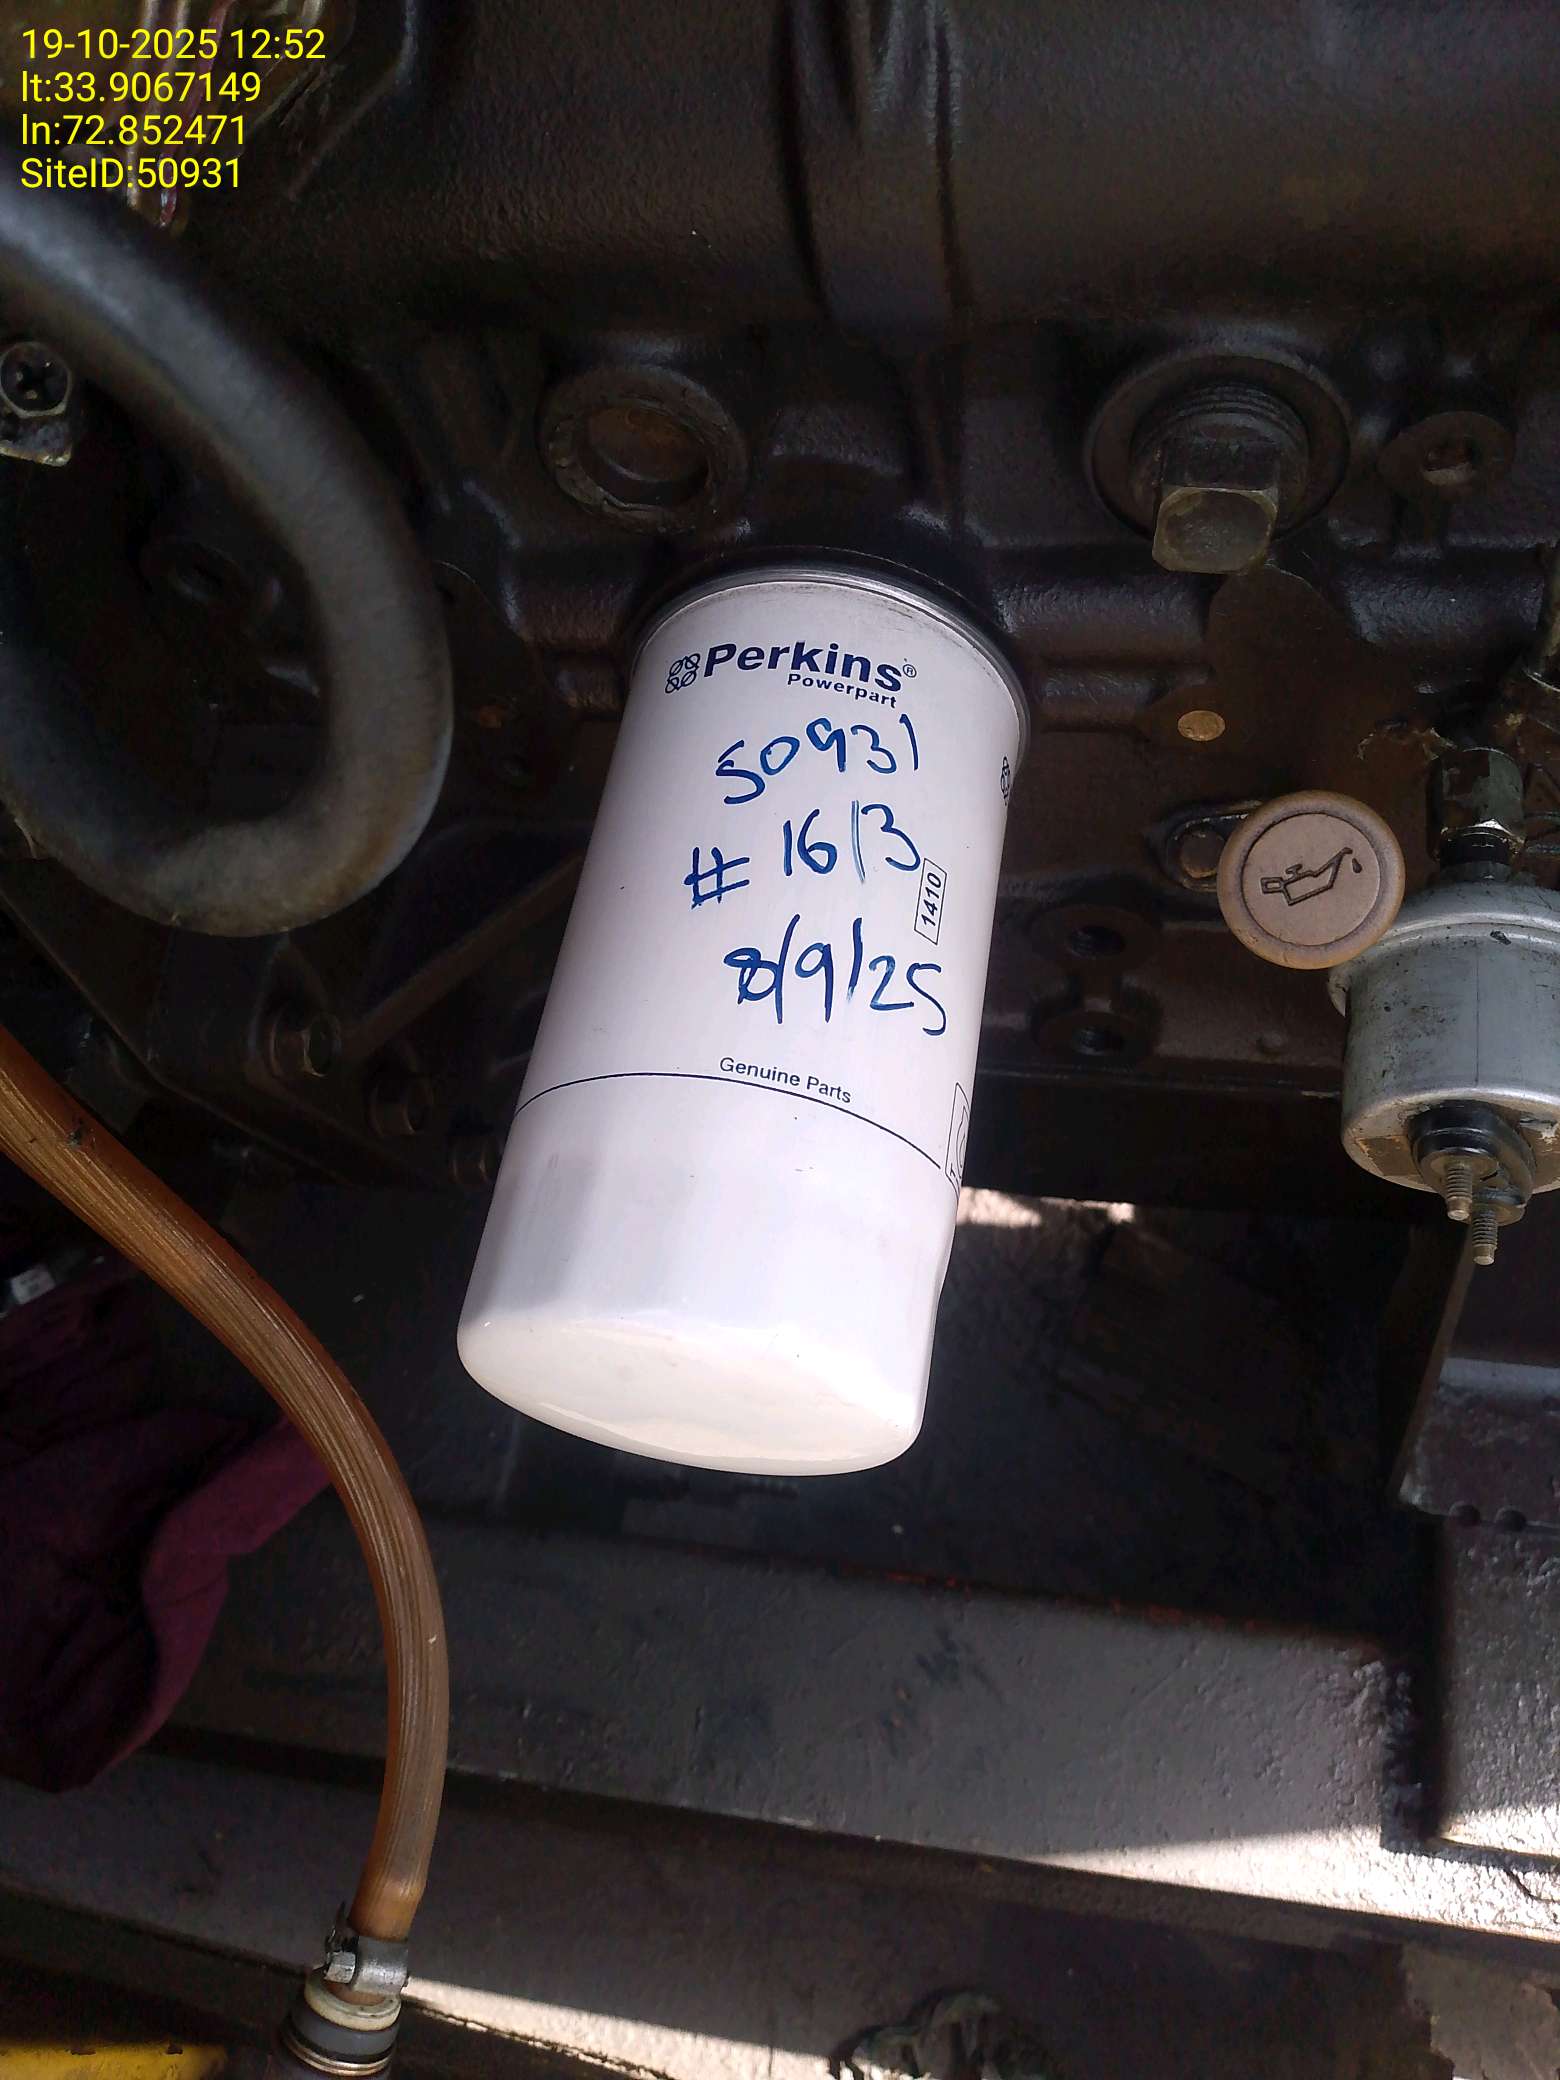 19-10-2025 12:52
lt:33.9067149
ln:72.852471
SiteID:50931
Perkins®
Powerpart
50931
# 1613
1410
8/9/25
Genuine Parts